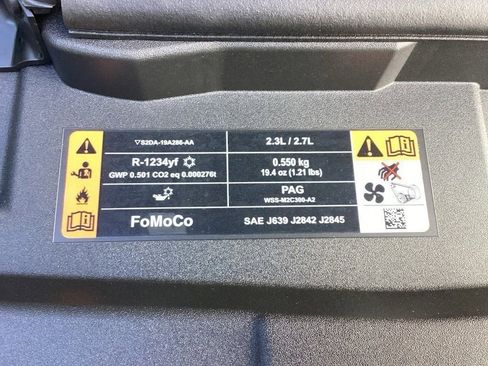 ▽S2DA-19A286-AA
2.3L / 2.7L
R-1234yf
GWP 0.501 CO2 eq 0.000276t
0.550 kg
19.4 oz (1.21 lbs)
PAG
WSS-M2C300-A2
FoMoCo
SAE J639 J2842 J2845